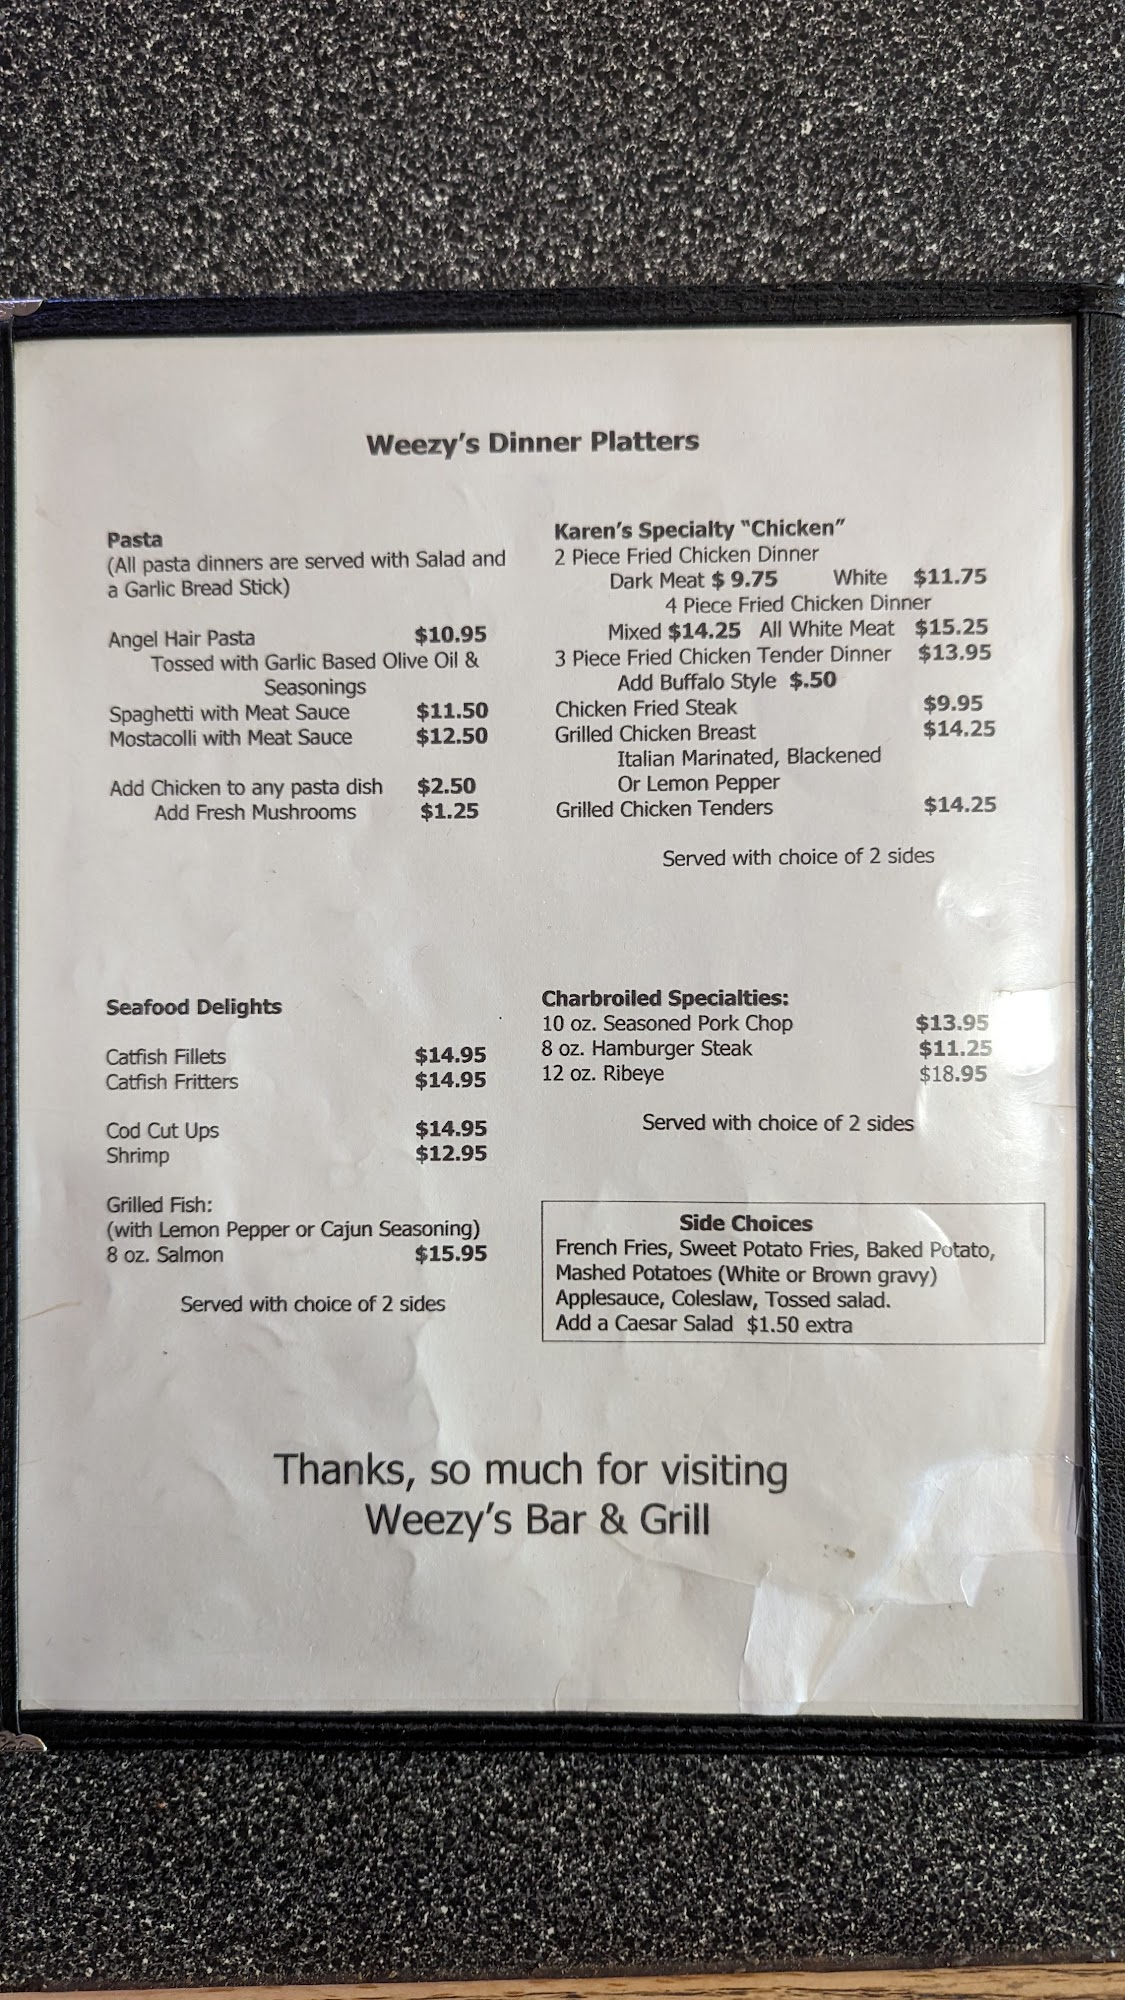 Weezy's Dinner Platters
Pasta
(All pasta dinners are served with Salad and
a Garlic Bread Stick)
Angel Hair Pasta $10.95
Tossed with Garlic Based Olive Oil &
Seasonings
Spaghetti with Meat Sauce $11.50
Mostacolli with Meat Sauce $12.50
Add Chicken to any pasta dish $2.50
Add Fresh Mushrooms $1.25
Karen's Specialty "Chicken"
2 Piece Fried Chicken Dinner
Dark Meat $ 9.75 White $11.75
4 Piece Fried Chicken Dinner
Mixed $14.25 All White Meat $15.25
3 Piece Fried Chicken Tender Dinner $13.95
Add Buffalo Style $.50
Chicken Fried Steak $9.95
Grilled Chicken Breast $14.25
Italian Marinated, Blackened
Or Lemon Pepper
Grilled Chicken Tenders $14.25
Served with choice of 2 sides
Seafood Delights
Catfish Fillets $14.95
Catfish Fritters $14.95
Cod Cut Ups $14.95
Shrimp $12.95
Grilled Fish:
(with Lemon Pepper or Cajun Seasoning)
8 oz. Salmon $15.95
Served with choice of 2 sides
Charbroiled Specialties:
10 oz. Seasoned Pork Chop $13.95
8 oz. Hamburger Steak $11.25
12 oz. Ribeye $18.95
Served with choice of 2 sides
Side Choices
French Fries, Sweet Potato Fries, Baked Potato,
Mashed Potatoes (White or Brown gravy)
Applesauce, Coleslaw, Tossed salad.
Add a Caesar Salad $1.50 extra
Thanks, so much for visiting
Weezy's Bar & Grill